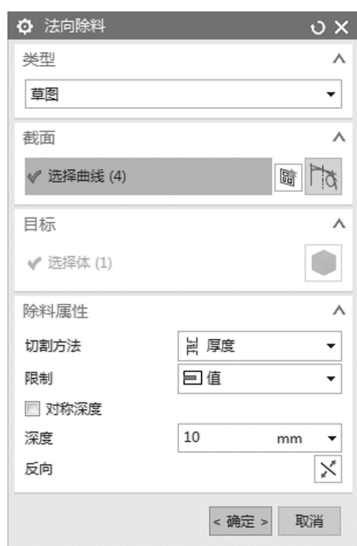 法向除料
类型
草图
截面
选择曲线 (4)
目标
选择体 (1)
除料属性
切割方法 厚度
限制 值
对称深度
深度 10 mm
反向
< 确定 > 取消